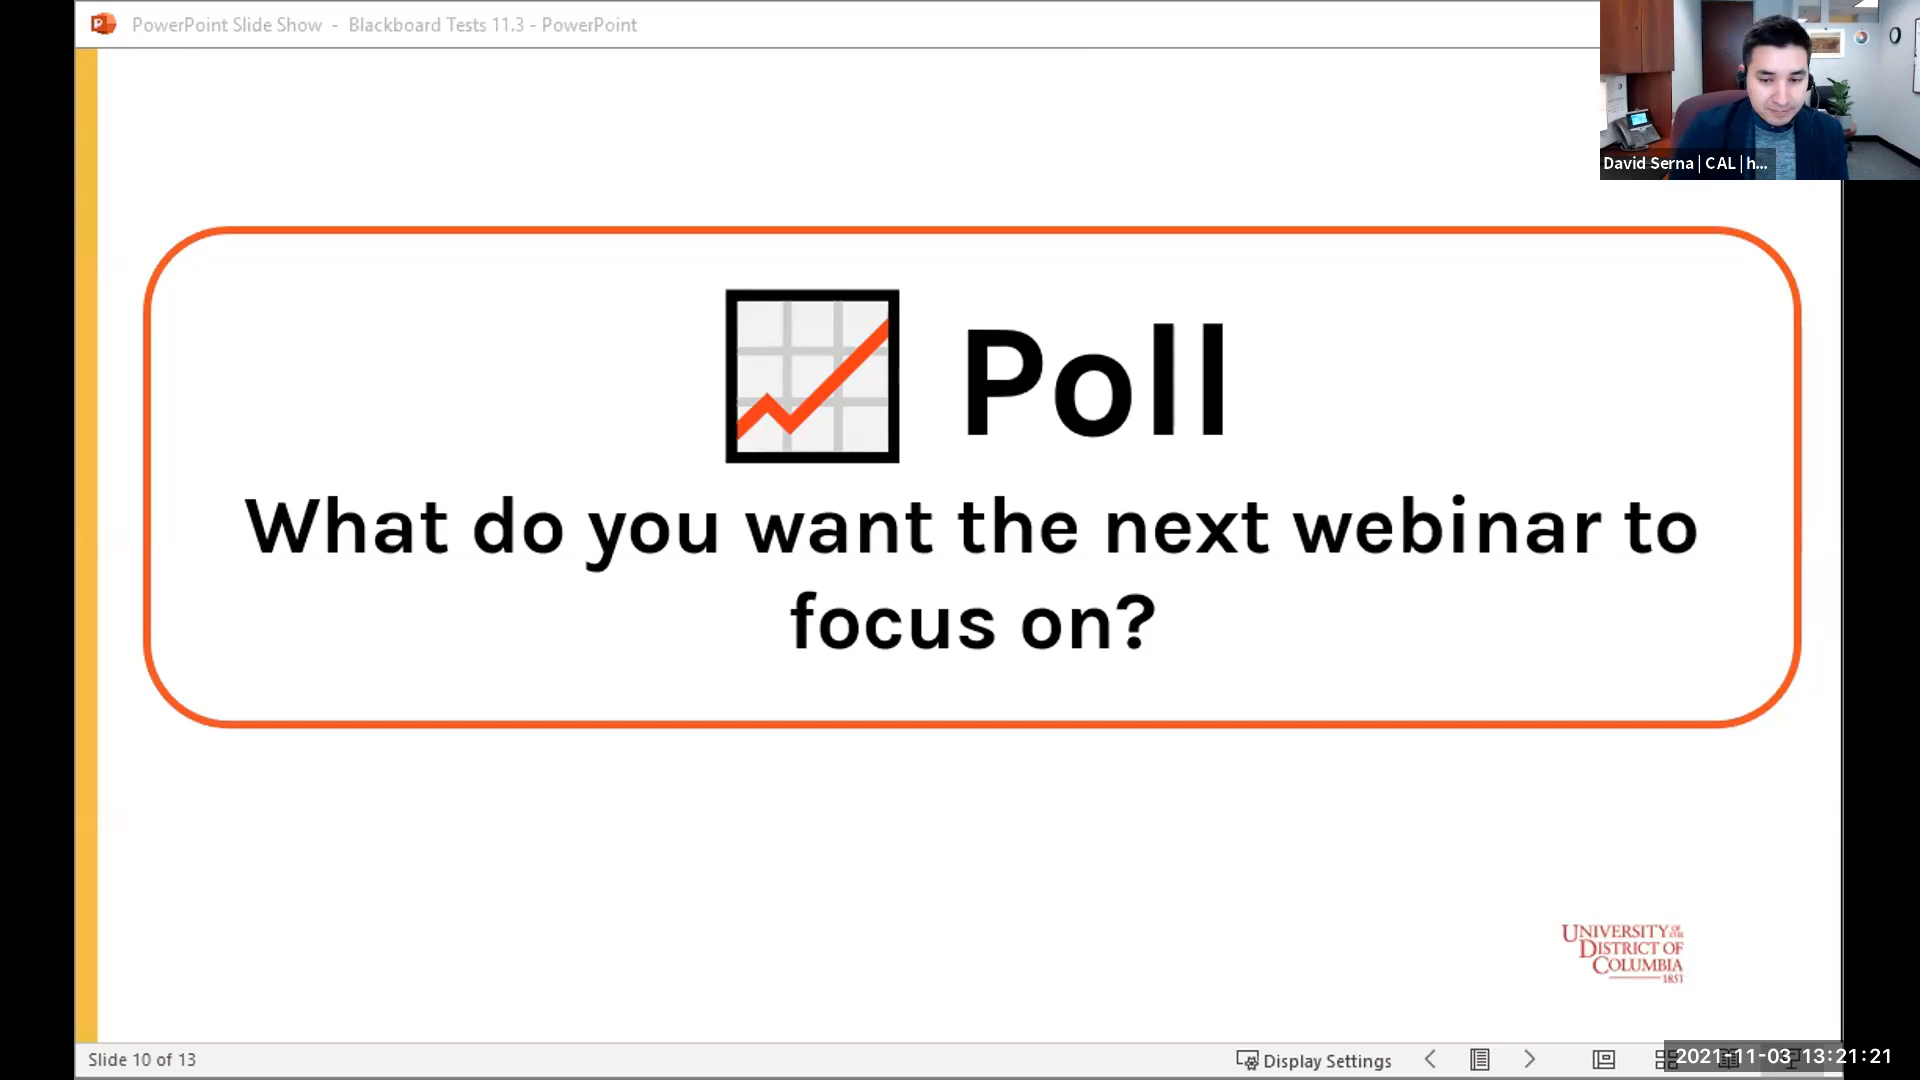 PowerPoint Slide Show - Blackboard Tests 11.3 - PowerPoint
David Serna | CAL | h...
Poll
What do you want the next webinar to
focus on?
UNIVERSITY OF THE
DISTRICT OF
COLUMBIA
1851
Slide 10 of 13
Display Settings
2021-11-03 13:21:21